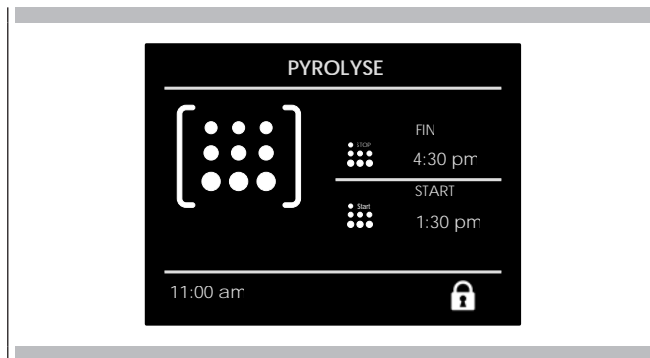 PYROLYSE
STOP
FIN
4:30 pm
Start
START
1:30 pm
11:00 am